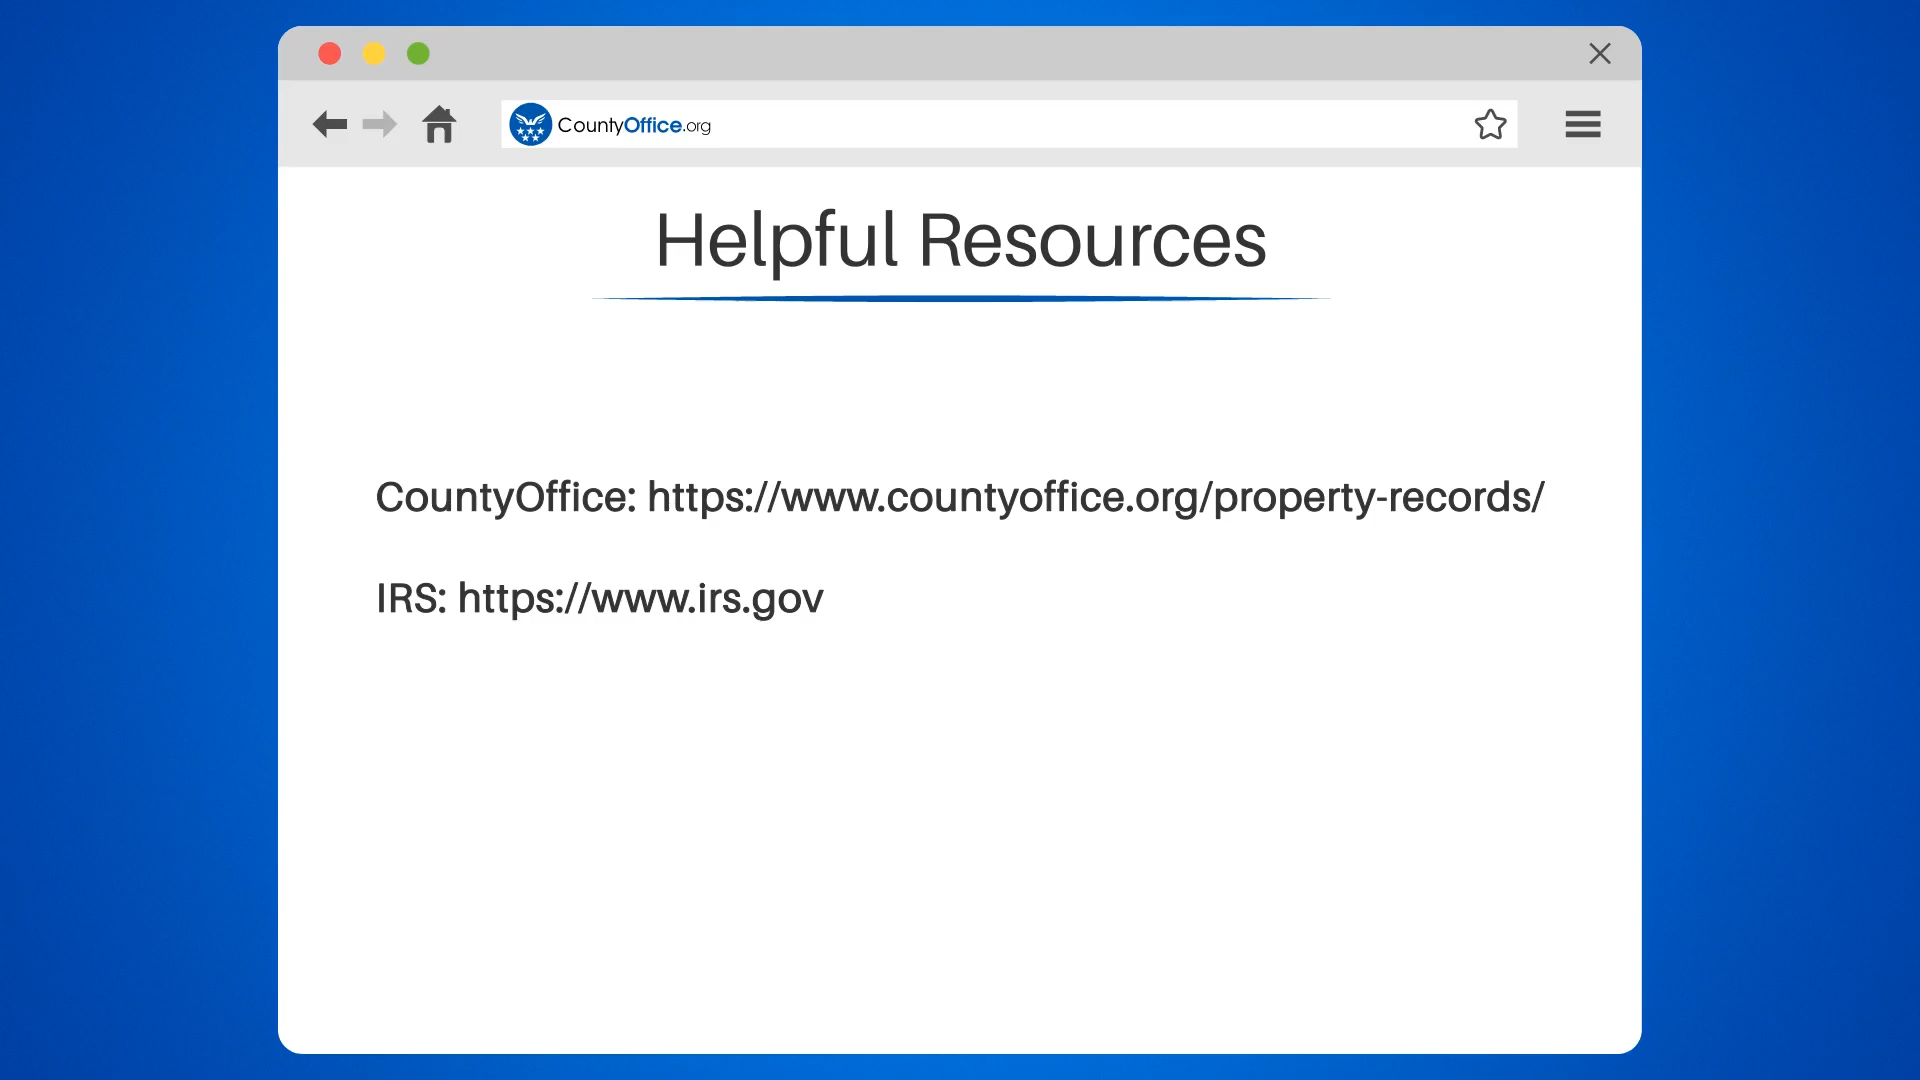 CountyOffice.org
Helpful Resources
CountyOffice: https://www.countyoffice.org/property-records/
IRS: https://www.irs.gov